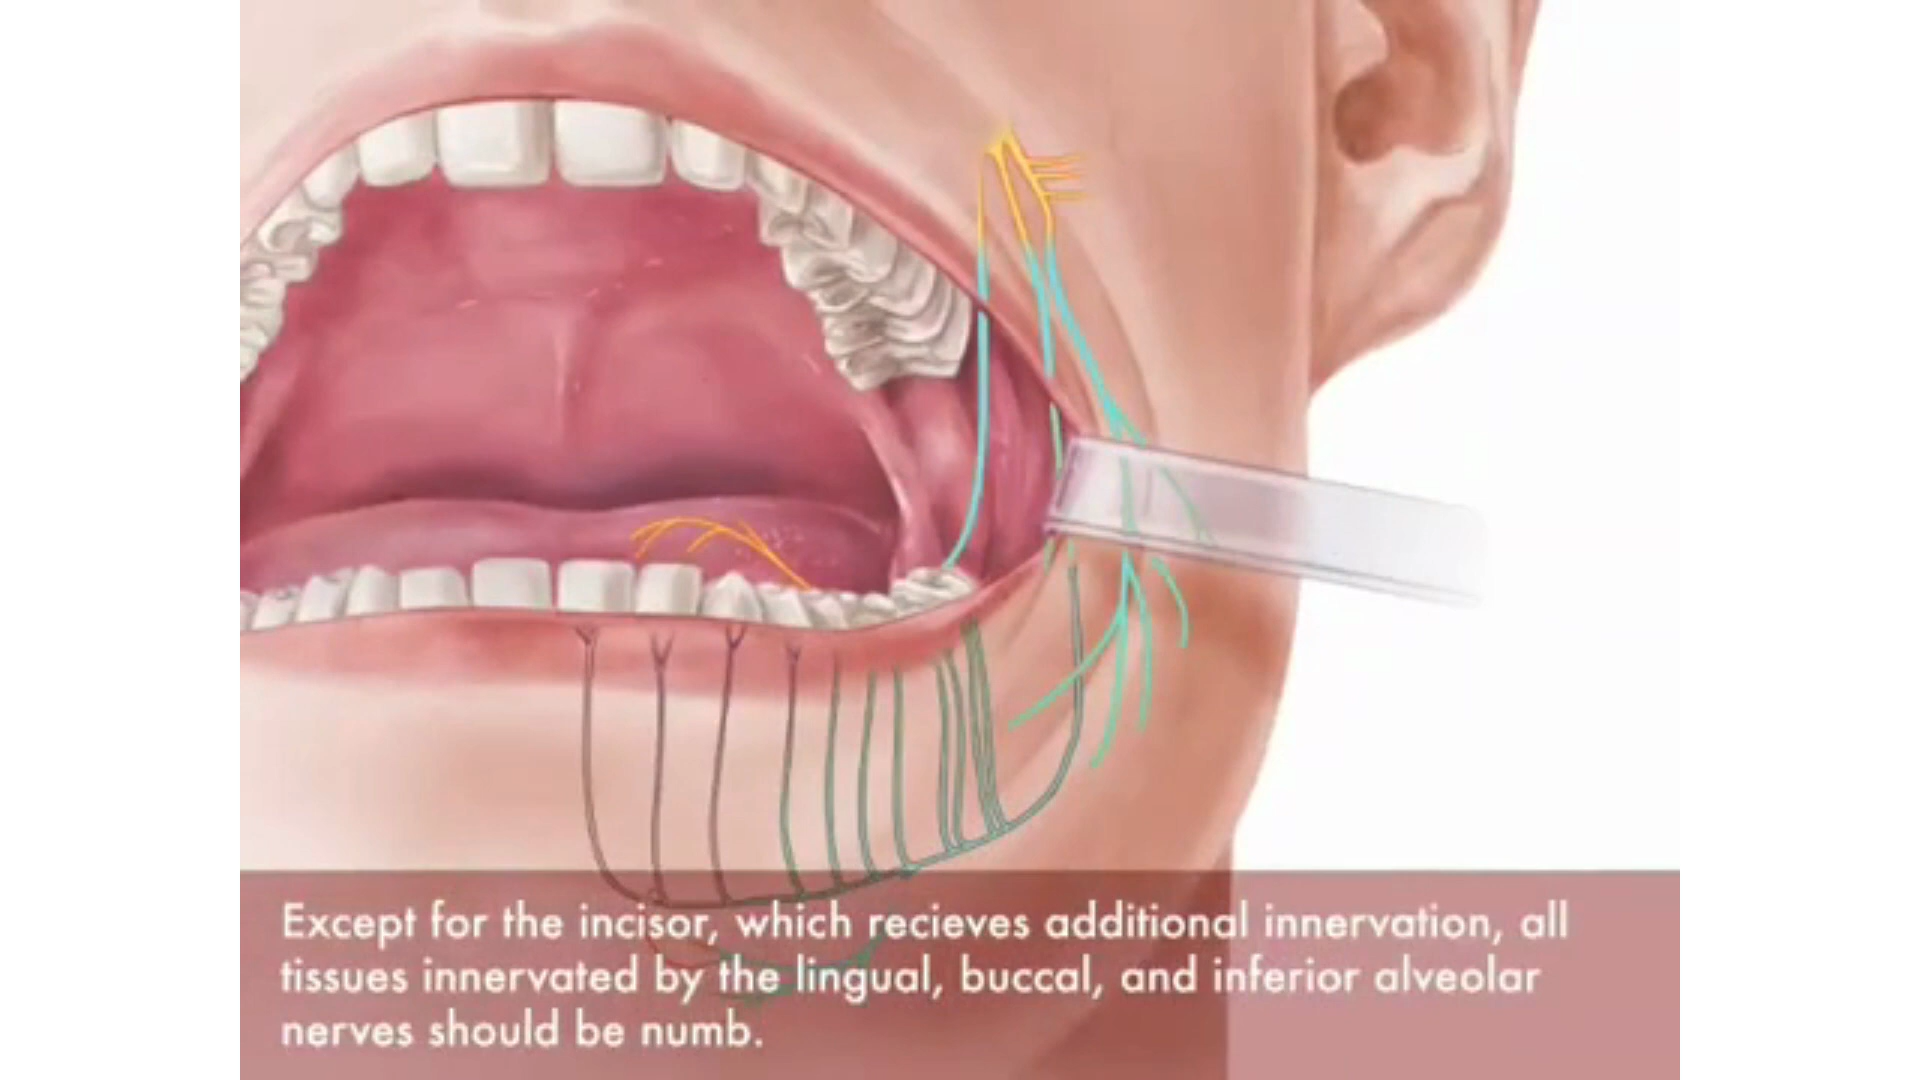 Except for the incisor, which recieves additional innervation, all
tissues innervated by the lingual, buccal, and inferior alveolar
nerves should be numb.